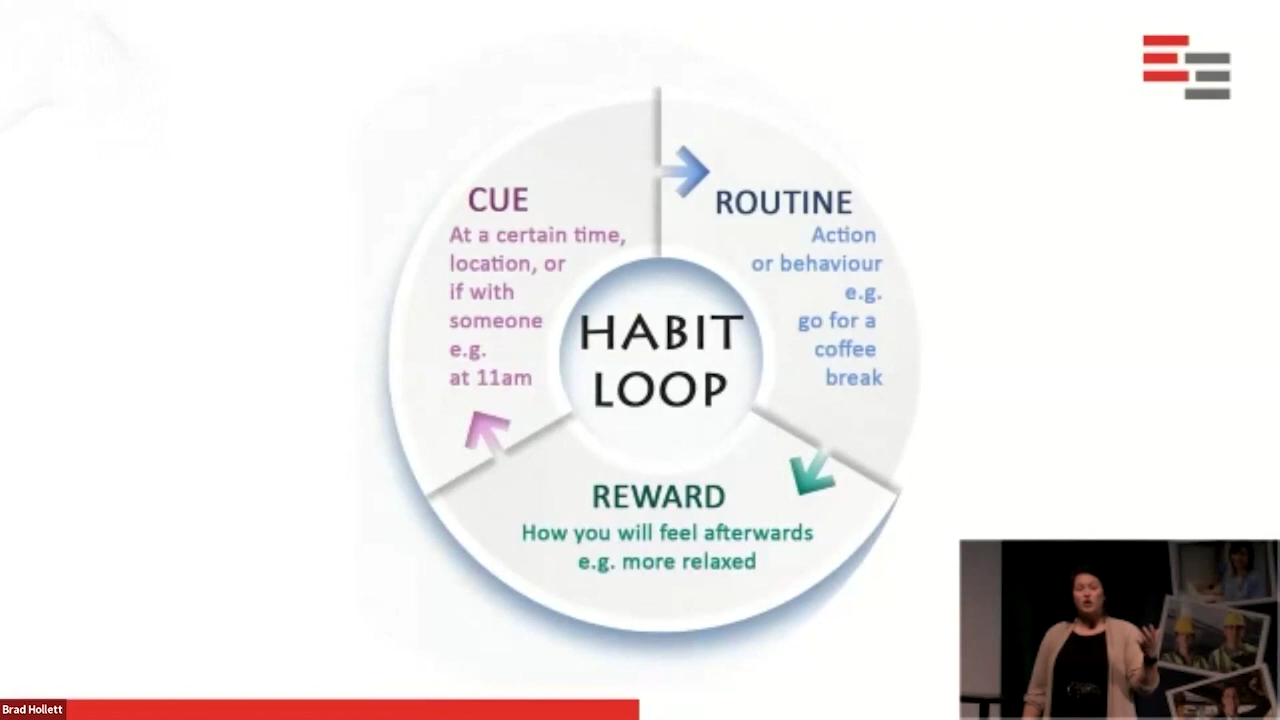 CUE
At a certain time,
location, or
if with
someone
e.g.
at 11am
ROUTINE
Action
or behaviour
e.g.
go for a
coffee
break
HABIT
LOOP
REWARD
How you will feel afterwards
e.g. more relaxed
Brad Hollett